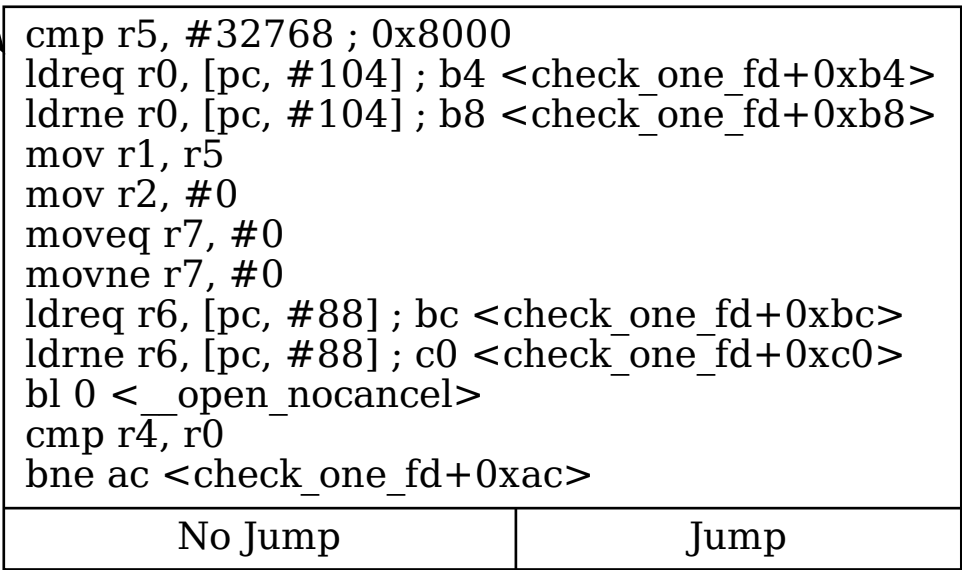 cmp r5, #32768 ; 0x8000
ldreq r0, [pc, #104] ; b4 <check_one_fd+0xb4>
ldrne r0, [pc, #104] ; b8 <check_one_fd+0xb8>
mov r1, r5
mov r2, #0
moveq r7, #0
movne r7, #0
ldreq r6, [pc, #88] ; bc <check_one_fd+0xbc>
ldrne r6, [pc, #88] ; c0 <check_one_fd+0xc0>
bl 0 <__open_nocancel>
cmp r4, r0
bne ac <check_one_fd+0xac>
No Jump
Jump